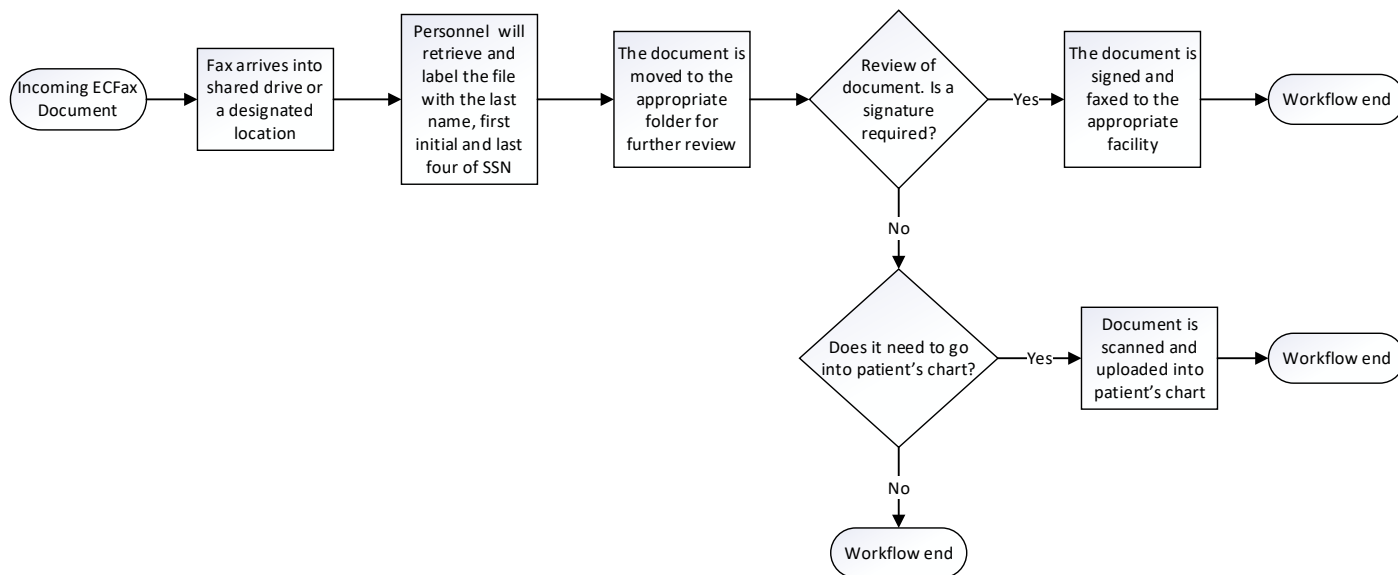 Incoming ECFax
Document
Fax arrives into
shared drive or
a designated
location
Personnel will
retrieve and
label the file
with the last
name, first
initial and last
four of SSN
The document is
moved to the
appropriate
folder for
further review
Review of
document. Is a
signature
required?
Yes
The document is
signed and
faxed to the
appropriate
facility
Workflow end
No
Does it need to go
into patient’s chart?
Yes
Document is
scanned and
uploaded into
patient’s chart
Workflow end
No
Workflow end